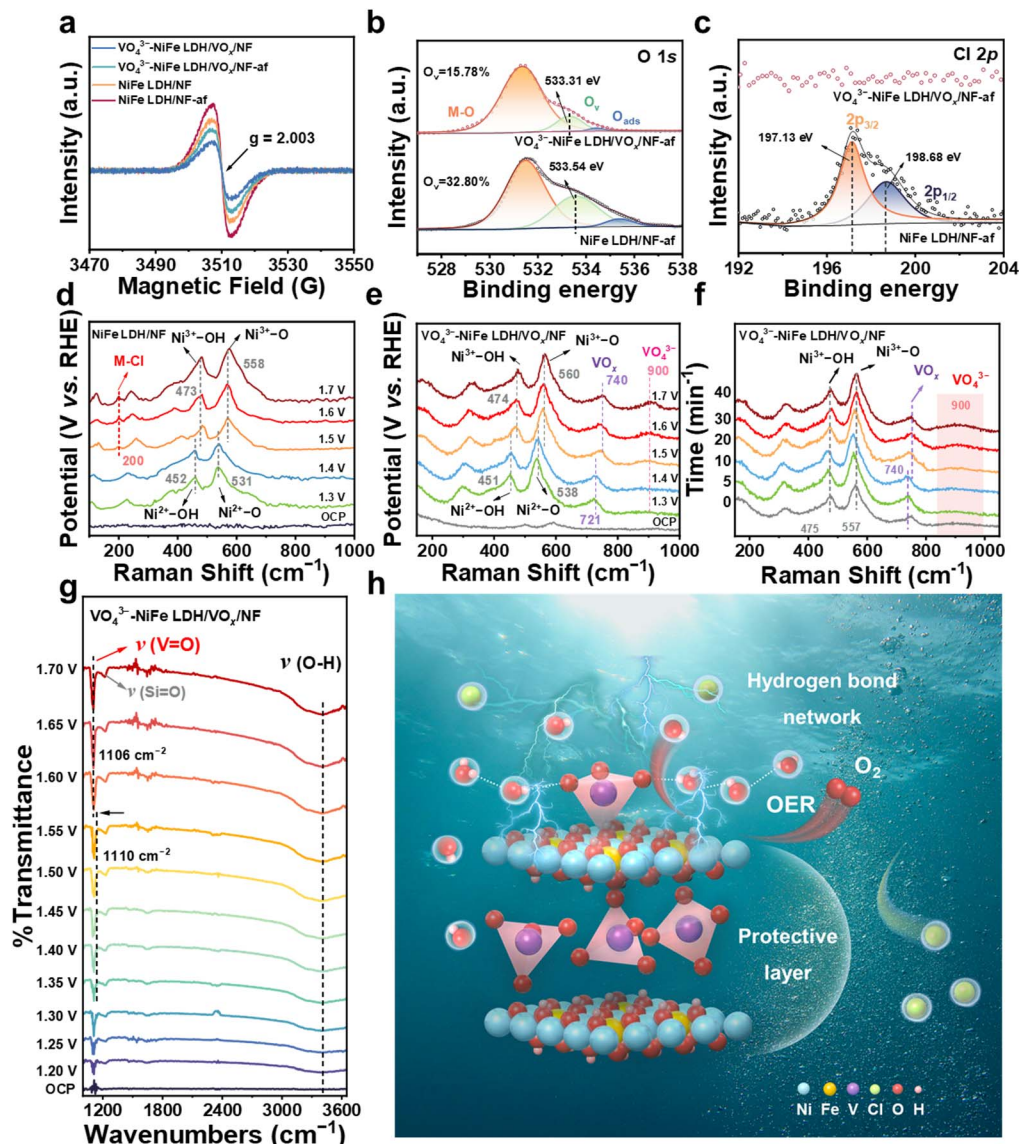 a
VO₄³⁻-NiFe LDH/VOₓ/NF
VO₄³⁻-NiFe LDH/VOₓ/NF-af
NiFe LDH/NF
NiFe LDH/NF-af
g = 2.003
Intensity (a.u.)
3470 3490 3510 3530 3550
Magnetic Field (G)
b
O 1s
Oᵥ=15.78%
533.31 eV
M-O
Oᵥ
Oads
VO₄³⁻-NiFe LDH/VOₓ/NF-af
533.54 eV
Oᵥ=32.80%
NiFe LDH/NF-af
Intensity (a.u.)
528 530 532 534 536 538
Binding energy
c
Cl 2p
VO₄³⁻-NiFe LDH/VOₓ/NF-af
2p3/2
197.13 eV
198.68 eV
2p1/2
NiFe LDH/NF-af
Intensity (a.u.)
192 196 200 204
Binding energy
d
NiFe LDH/NF
Ni³⁺−OH
Ni³⁺−O
M-Cl
558
473
1.7 V
1.6 V
1.5 V
200
1.4 V
452
531
1.3 V
Ni²⁺−OH
Ni²⁺−O
OCP
Potential (V vs. RHE)
200 400 600 800 1000
Raman Shift (cm⁻¹)
e
VO₄³⁻-NiFe LDH/VOₓ/NF
Ni³⁺−OH
Ni³⁺−O
VOₓ
VO₄³⁻
560
740
900
474
1.7 V
1.6 V
1.5 V
1.4 V
451
538
1.3 V
Ni²⁺−OH
Ni²⁺−O
721
OCP
Potential (V vs. RHE)
200 400 600 800 1000
Raman Shift (cm⁻¹)
f
VO₄³⁻-NiFe LDH/VOₓ/NF
Ni³⁺−OH
Ni³⁺−O
VOₓ
VO₄³⁻
900
40
30
20
10
5
0
740
475
557
Time (min⁻¹)
200 400 600 800 1000
Raman Shift (cm⁻¹)
g
VO₄³⁻-NiFe LDH/VOₓ/NF
ν (V=O)
ν (O-H)
1.70 V
ν (Si=O)
1.65 V
1106 cm⁻²
1.60 V
1.55 V
1110 cm⁻²
1.50 V
1.45 V
1.40 V
1.35 V
1.30 V
1.25 V
1.20 V
OCP
%Transmittance
1200 1800 2400 3000 3600
Wavenumbers (cm⁻¹)
h
Hydrogen bond
network
O₂
OER
Protective
layer
Ni Fe V Cl O H